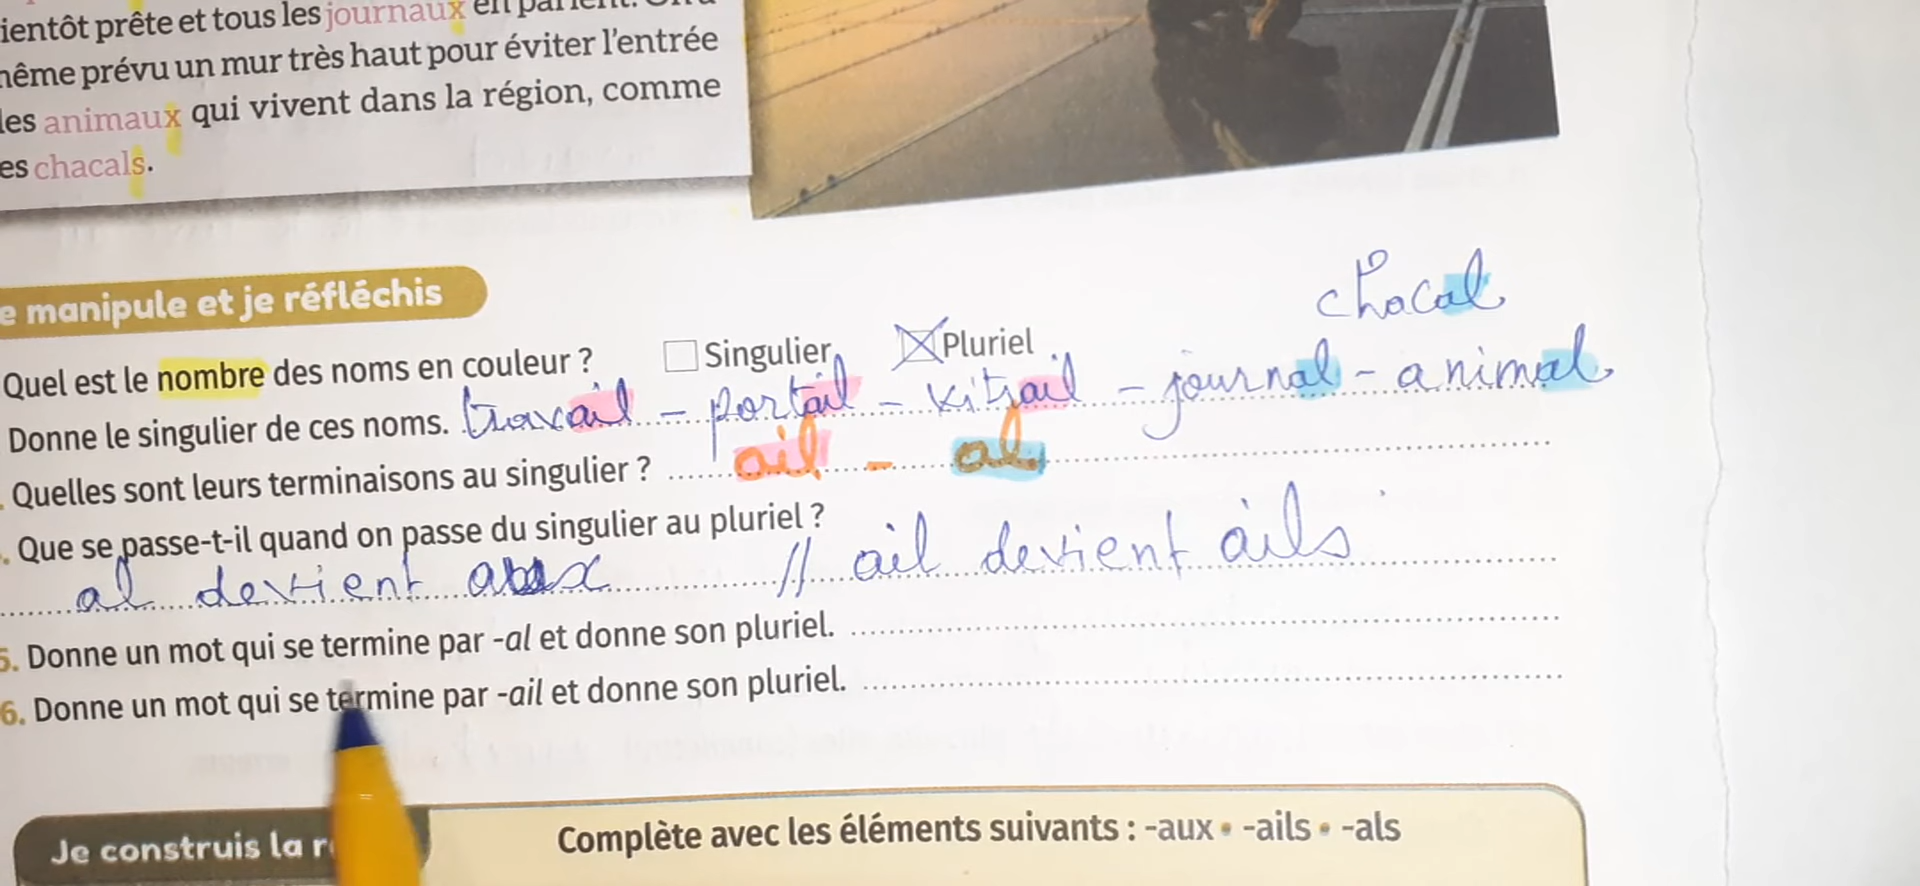 ientôt prête et tous les journaux en parlent.
même prévu un mur très haut pour éviter l'entrée
les animaux qui vivent dans la région, comme
es chacals.
e manipule et je réfléchis
chacal
Quel est le nombre des noms en couleur ? Singulier Pluriel
Donne le singulier de ces noms. travail - portail - vitrail - journal - animal
Quelles sont leurs terminaisons au singulier ? ail - al
. Que se passe-t-il quand on passe du singulier au pluriel ?
al devient aux // ail devient ails
5. Donne un mot qui se termine par -al et donne son pluriel.
6. Donne un mot qui se termine par -ail et donne son pluriel.
Je construis la r
Complète avec les éléments suivants : -aux • -ails • -als